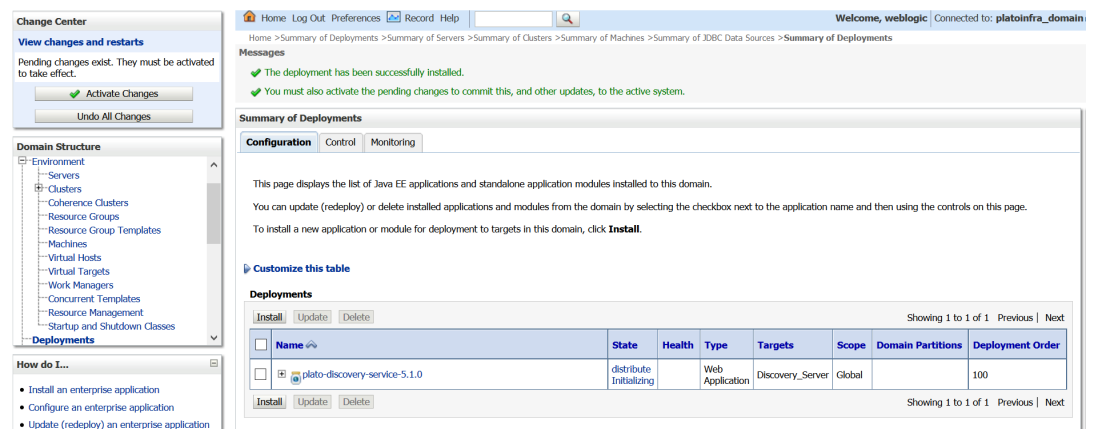 Change Center
View changes and restarts
Pending changes exist. They must be activated
to take effect.
Activate Changes
Undo All Changes
Domain Structure
Environment
Servers
Clusters
Coherence Clusters
Resource Groups
Resource Group Templates
Machines
Virtual Hosts
Virtual Targets
Work Managers
Concurrent Templates
Resource Management
Startup and Shutdown Classes
Deployments
How do I...
Install an enterprise application
Configure an enterprise application
Update (redeploy) an enterprise application
Home Log Out Preferences Record Help
Welcome, weblogic Connected to: platoinfra_domain
Home >Summary of Deployments >Summary of Servers >Summary of Clusters >Summary of Machines >Summary of JDBC Data Sources >Summary of Deployments
Messages
The deployment has been successfully installed.
You must also activate the pending changes to commit this, and other updates, to the active system.
Summary of Deployments
Configuration Control Monitoring
This page displays the list of Java EE applications and standalone application modules installed to this domain.
You can update (redeploy) or delete installed applications and modules from the domain by selecting the checkbox next to the application name and then using the controls on this page.
To install a new application or module for deployment to targets in this domain, click Install.
Customize this table
Deployments
Install Update Delete Showing 1 to 1 of 1 Previous | Next
Name State Health Type Targets Scope Domain Partitions Deployment Order
plato-discovery-service-5.1.0 distribute Initializing Web Application Discovery_Server Global 100
Install Update Delete Showing 1 to 1 of 1 Previous | Next